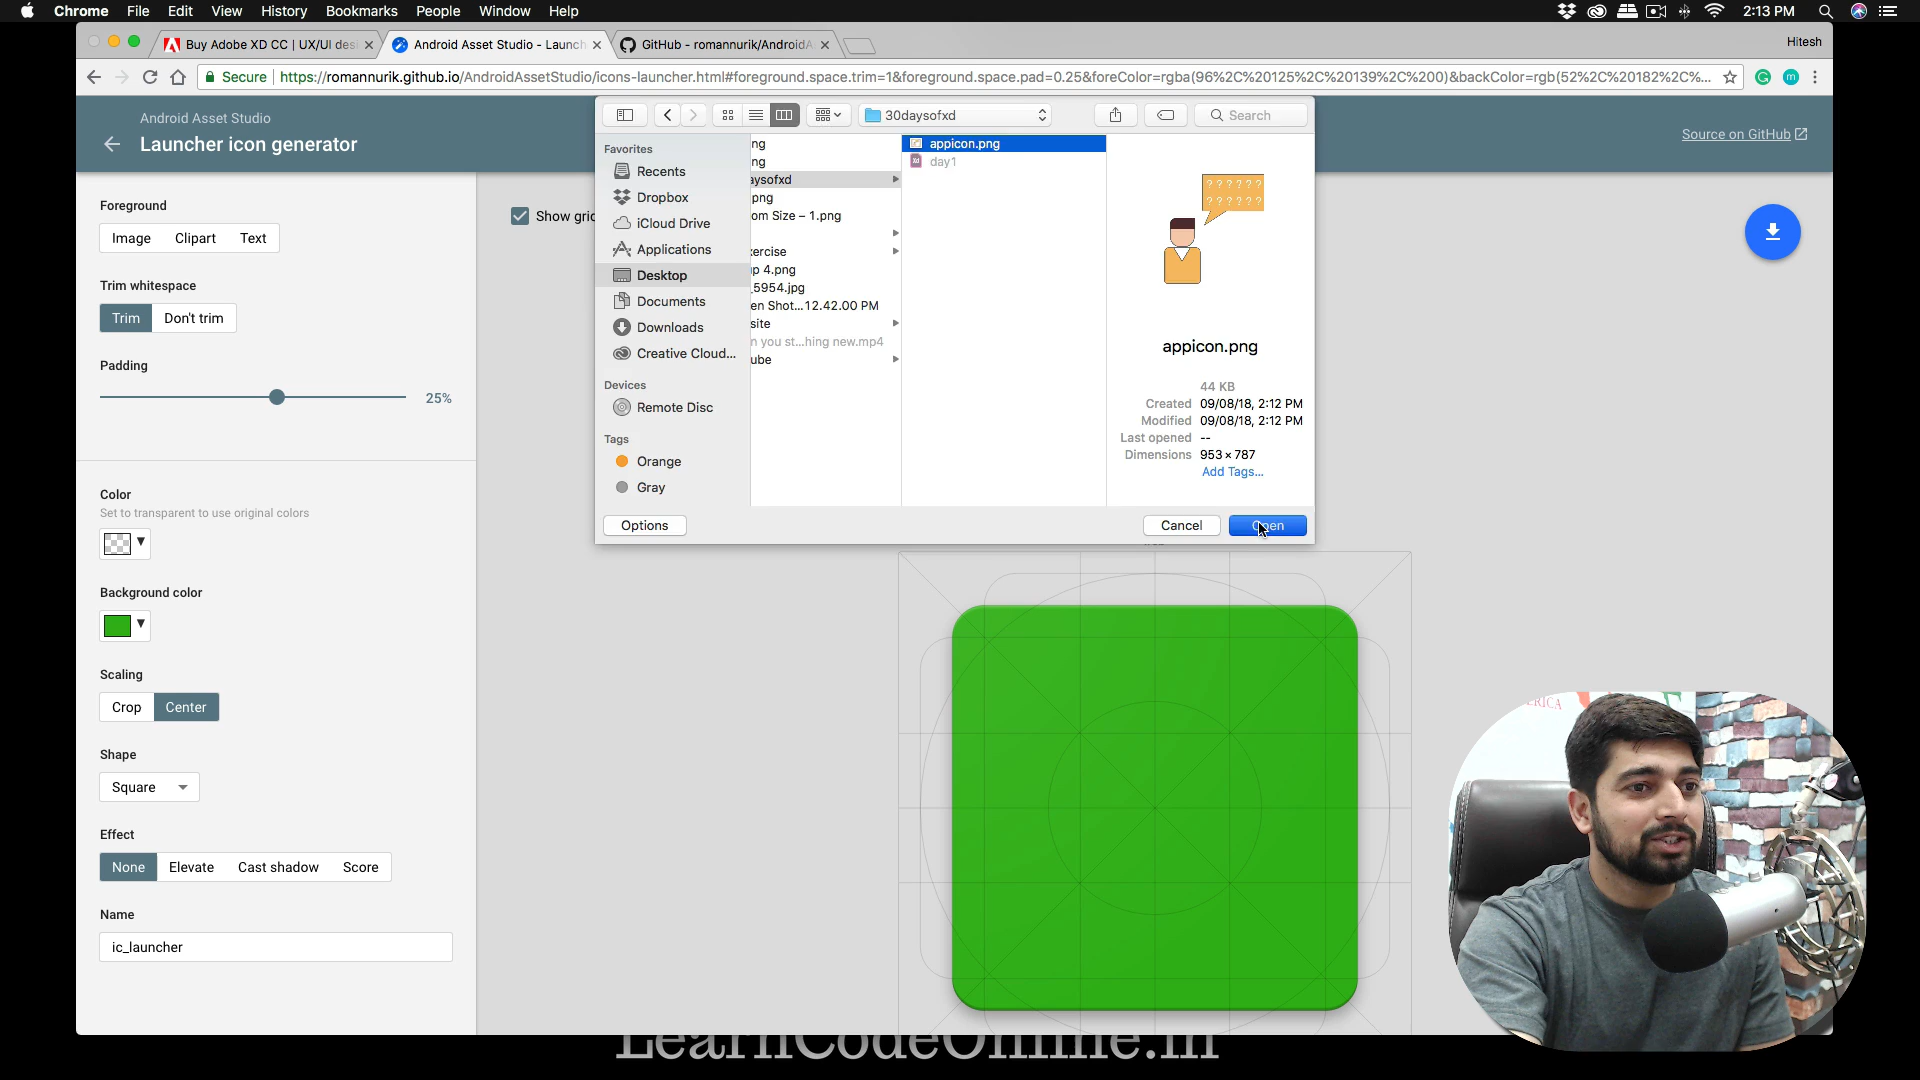 Chrome File Edit View History Bookmarks People Window Help 2:13 PM
Buy Adobe XD CC | UX/UI des Android Asset Studio - Launch GitHub - romannurik/AndroidA Hitesh
Secure https://romannurik.github.io/AndroidAssetStudio/icons-launcher.html#foreground.space.trim=1&foreground.space.pad=0.25&foreColor=rgba(96%2C%20125%2C%20139%2C%200)&backColor=rgb(52%2C%20182%2C%...
Android Asset Studio
Launcher icon generator
Source on GitHub
Foreground
Image Clipart Text
Trim whitespace
Trim Don't trim
Padding
25%
Color
Set to transparent to use original colors
Background color
Scaling
Crop Center
Shape
Square
Effect
None Elevate Cast shadow Score
Name
ic_launcher
Show grid
30daysofxd
Search
Favorites
Recents
Dropbox
iCloud Drive
Applications
Desktop
Documents
Downloads
Creative Cloud...
Devices
Remote Disc
Tags
Orange
Gray
ng
ng
aysofxd
png
om Size – 1.png
ercise
p 4.png
_5954.jpg
en Shot...12.42.00 PM
site
n you st...hing new.mp4
ube
appicon.png
day1
? ? ? ? ? ?
? ? ? ? ? ?
appicon.png
44 KB
Created 09/08/18, 2:12 PM
Modified 09/08/18, 2:12 PM
Last opened --
Dimensions 953 × 787
Add Tags...
Options
Cancel
Open
LearnCodeOnline.in